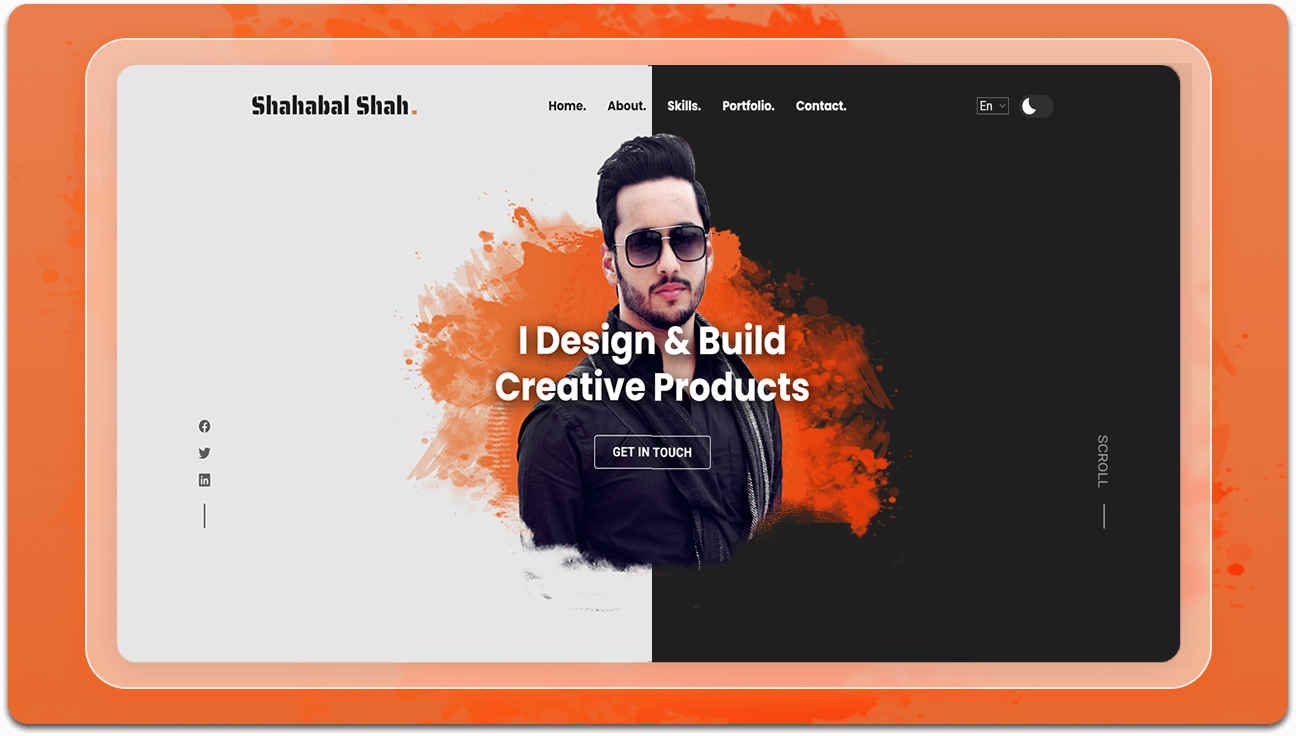 Shahabal Shah.
Home. About. Skills. Portfolio. Contact.
En
I Design & Build
Creative Products
GET IN TOUCH
SCROLL